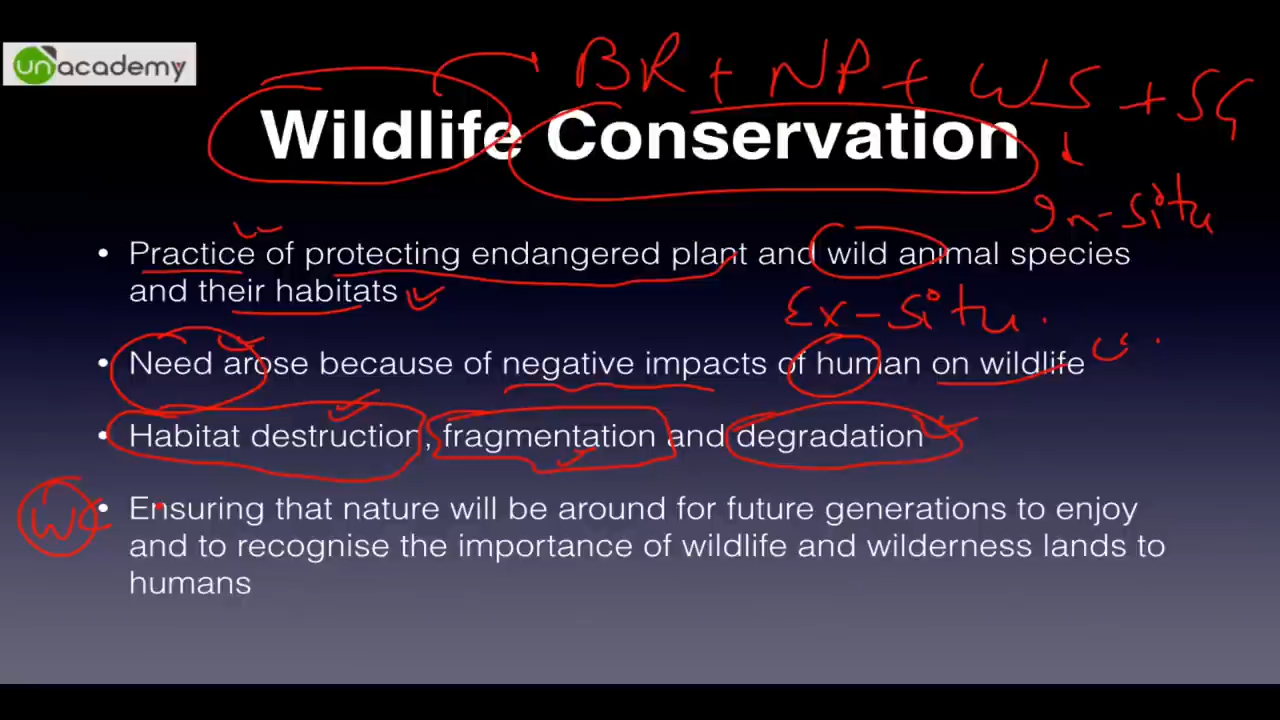 unacademy
BR + NP + WS + SG
Wildlife Conservation
In-situ
• Practice of protecting endangered plant and wild animal species
and their habitats
Ex-situ.
• Need arose because of negative impacts of human on wildlife
• Habitat destruction, fragmentation and degradation
WC
• Ensuring that nature will be around for future generations to enjoy
and to recognise the importance of wildlife and wilderness lands to
humans